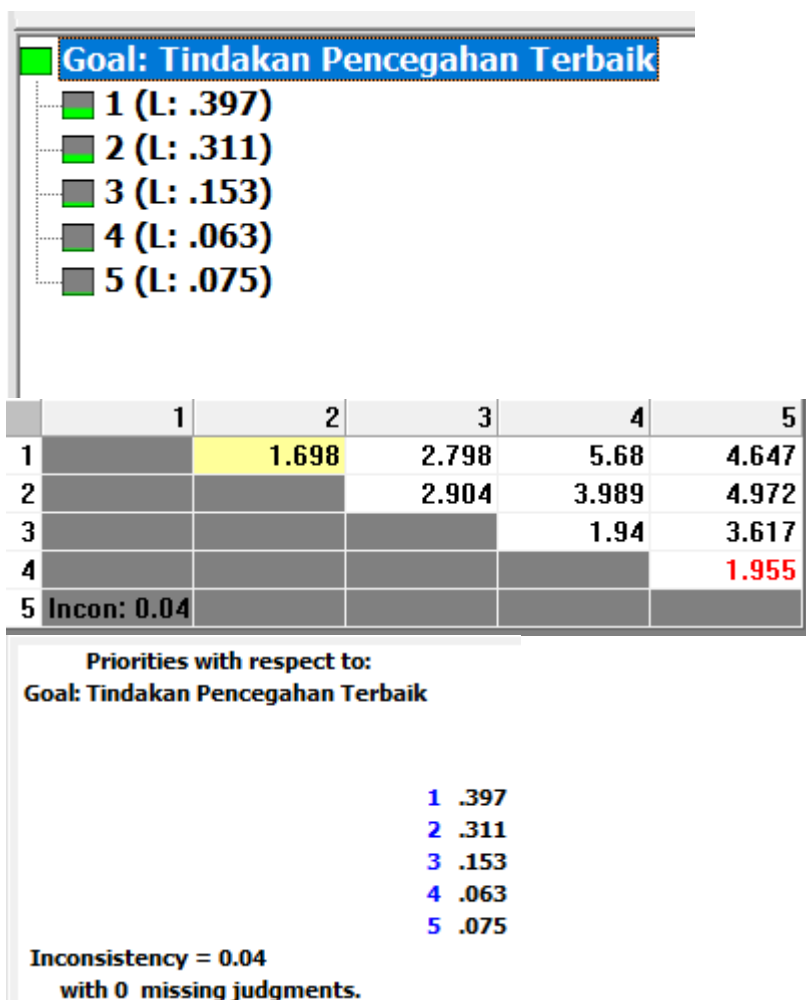 Goal: Tindakan Pencegahan Terbaik
1 (L: .397)
2 (L: .311)
3 (L: .153)
4 (L: .063)
5 (L: .075)
1 2 3 4 5
1 1.698 2.798 5.68 4.647
2 2.904 3.989 4.972
3 1.94 3.617
4 1.955
5 Incon: 0.04
Priorities with respect to:
Goal: Tindakan Pencegahan Terbaik
1 .397
2 .311
3 .153
4 .063
5 .075
Inconsistency = 0.04
with 0 missing judgments.